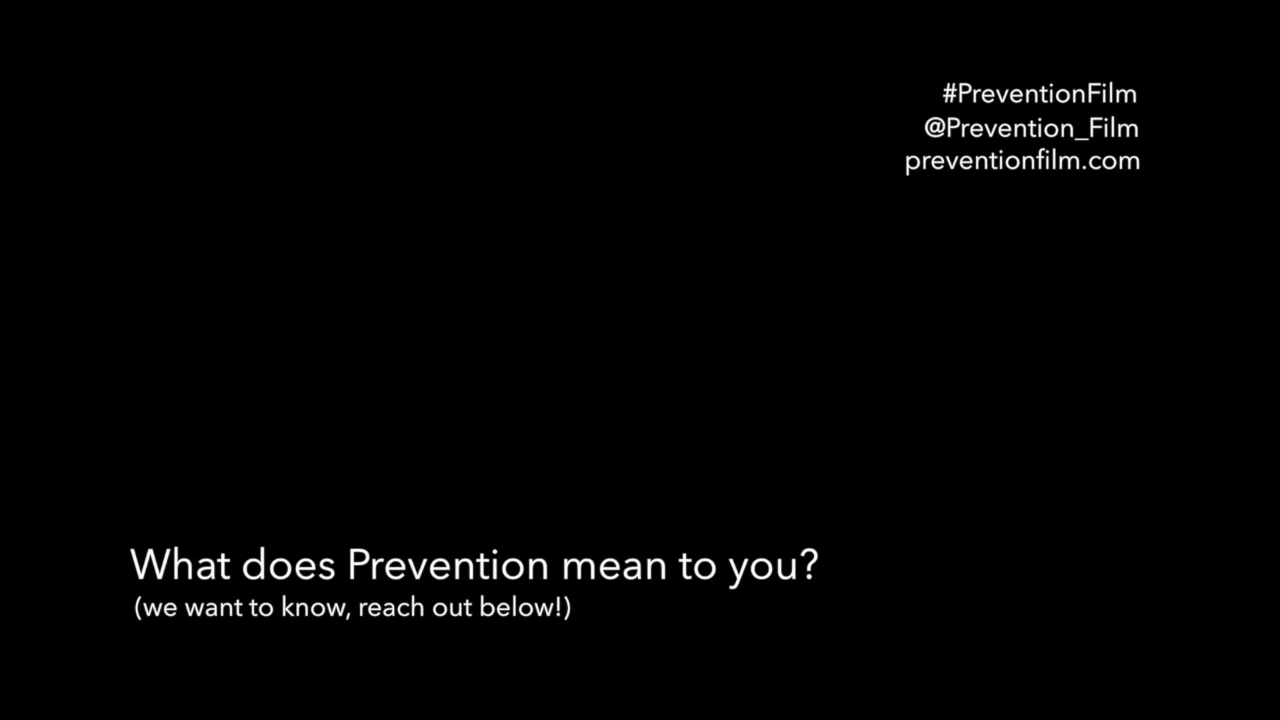 #PreventionFilm
@Prevention_Film
preventionfilm.com
What does Prevention mean to you?
(we want to know, reach out below!)